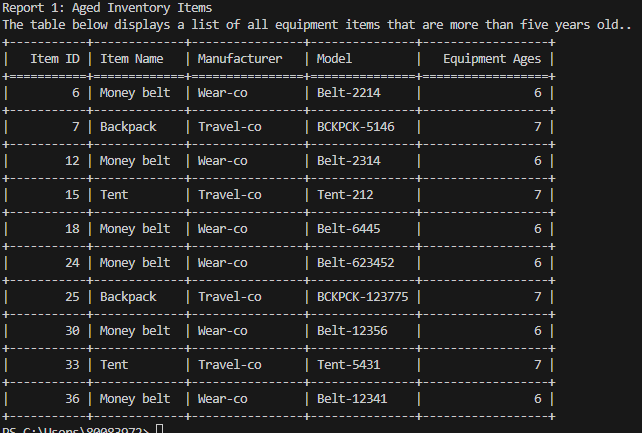 Report 1: Aged Inventory Items
The table below displays a list of all equipment items that are more than five years old..
Item ID | Item Name | Manufacturer | Model | Equipment Ages
6 | Money belt | Wear-co | Belt-2214 | 6
7 | Backpack | Travel-co | BCKPCK-5146 | 7
12 | Money belt | Wear-co | Belt-2314 | 6
15 | Tent | Travel-co | Tent-212 | 7
18 | Money belt | Wear-co | Belt-6445 | 6
24 | Money belt | Wear-co | Belt-623452 | 6
25 | Backpack | Travel-co | BCKPCK-123775 | 7
30 | Money belt | Wear-co | Belt-12356 | 6
33 | Tent | Travel-co | Tent-5431 | 7
36 | Money belt | Wear-co | Belt-12341 | 6
PS C:\Users\80083972>